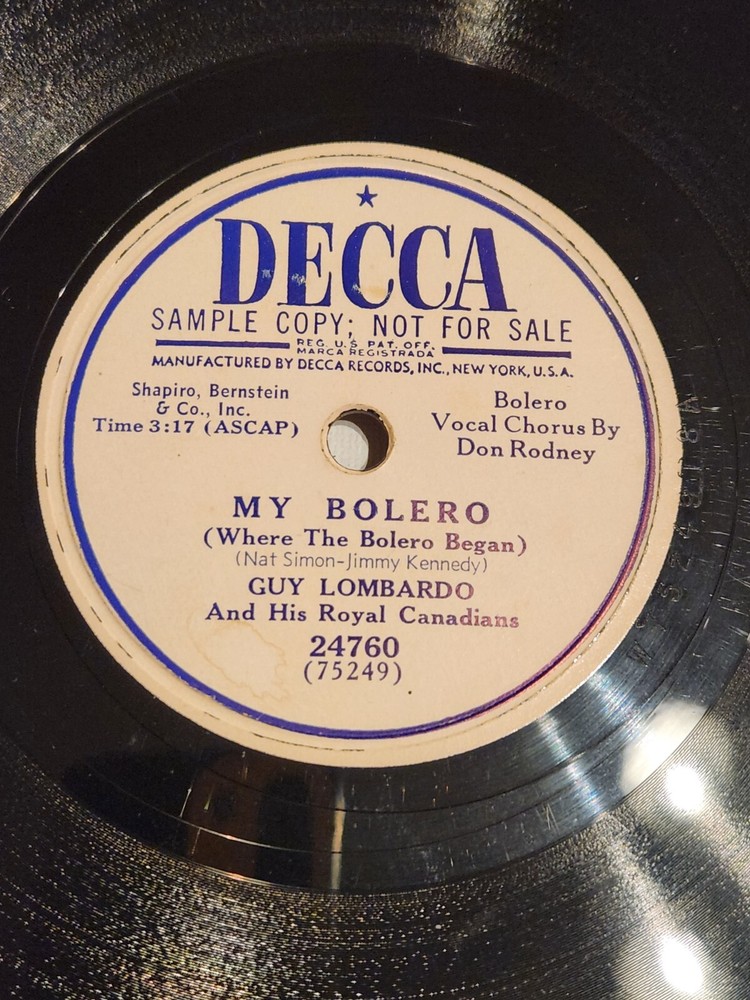 DECCA
SAMPLE COPY; NOT FOR SALE
REG. U.S. PAT. OFF.
MARCA REGISTRADA
MANUFACTURED BY DECCA RECORDS, INC., NEW YORK, U.S.A.
Shapiro, Bernstein
& Co., Inc.
Time 3:17 (ASCAP)
Bolero
Vocal Chorus By
Don Rodney
MY BOLERO
(Where The Bolero Began)
(Nat Simon-Jimmy Kennedy)
GUY LOMBARDO
And His Royal Canadians
24760
(75249)